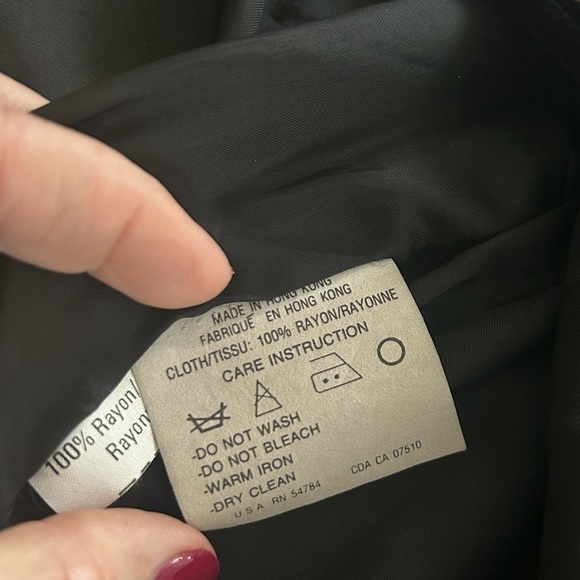 MADE IN HONG KONG
FABRIQUÉ EN HONG KONG
CLOTH/TISSU: 100% RAYON/RAYONNE
CARE INSTRUCTION
-DO NOT WASH
-DO NOT BLEACH
-WARM IRON
-DRY CLEAN
USA RN 54784 CDA CA 07510
100% Rayon/
Rayon